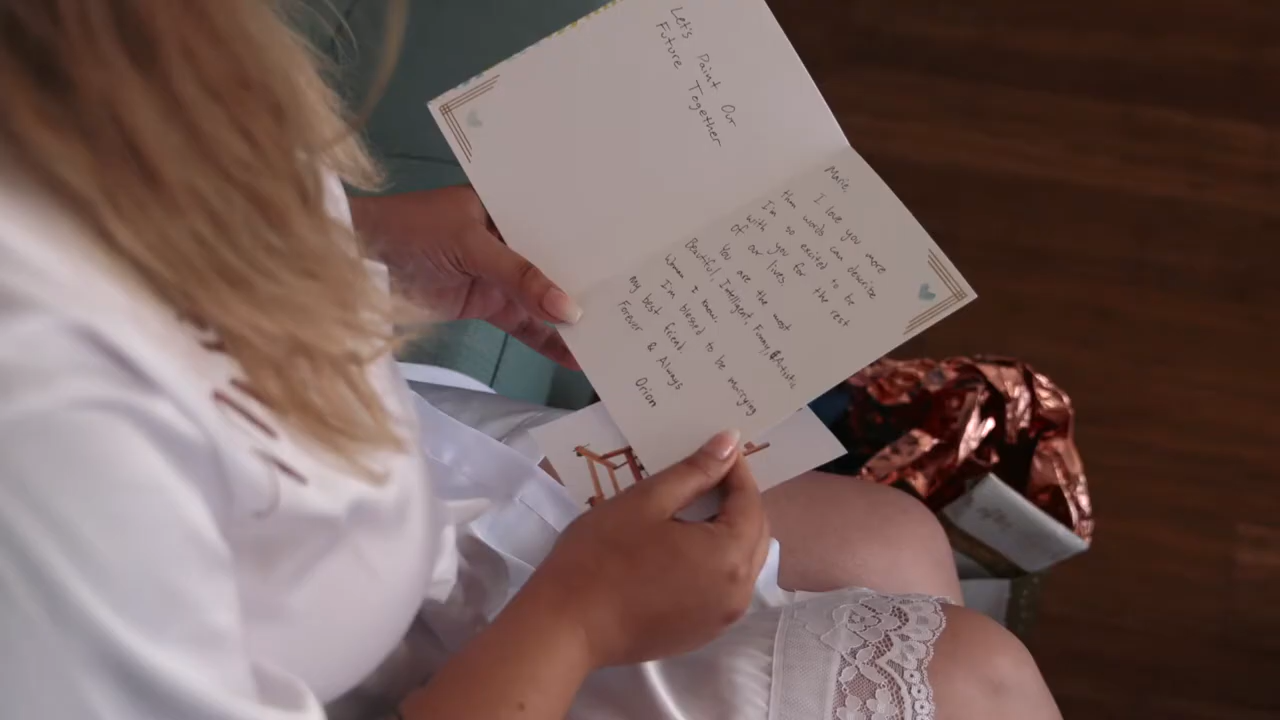 Let's Paint Our
Future Together
Marie,
I love you more
than words can describe
I'm so excited to be
with you for the rest
of our lives.
You are the most
Beautiful, Intelligent, Funny, & Artistic
Woman I know.
I'm blessed to be marrying
my best friend.
Forever & Always
Orion